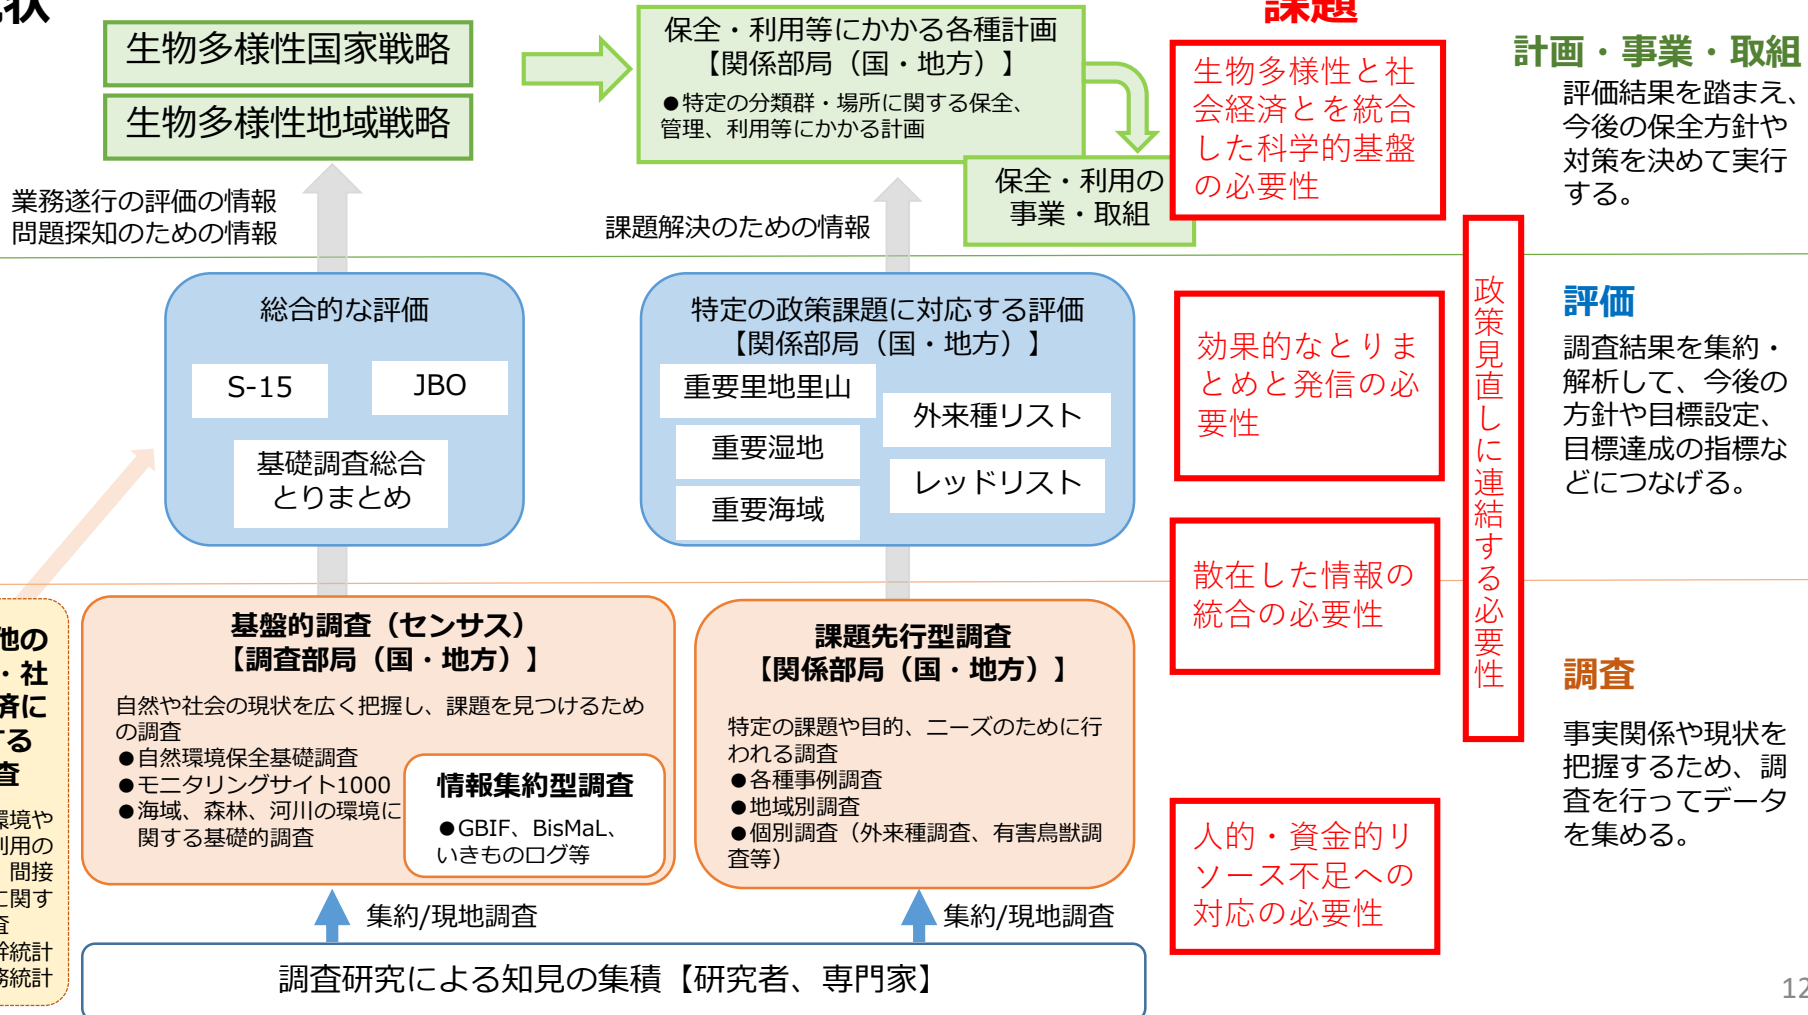 状
課題
生物多様性国家戦略
生物多様性地域戦略
保全・利用等にかかる各種計画
【関係部局（国・地方）】
●特定の分類群・場所に関する保全、
管理、利用等にかかる計画
保全・利用の
事業・取組
業務遂行の評価の情報
問題探知のための情報
課題解決のための情報
生物多様性と社
会経済とを統合
した科学的基盤
の必要性
計画・事業・取組
評価結果を踏まえ、
今後の保全方針や
対策を決めて実行
する。
総合的な評価
S-15
JBO
基礎調査総合
とりまとめ
特定の政策課題に対応する評価
【関係部局（国・地方）】
重要里地里山
重要湿地
重要海域
外来種リスト
レッドリスト
効果的なとりま
とめと発信の必
要性
政策見直しに連結する必要性
評価
調査結果を集約・
解析して、今後の
方針や目標設定、
目標達成の指標な
どにつなげる。
散在した情報の
統合の必要性
他の
・社
済に
する
査
環境や
利用の
間接
に関す
査
幹統計
務統計
基盤的調査（センサス）
【調査部局（国・地方）】
自然や社会の現状を広く把握し、課題を見つけるため
の調査
●自然環境保全基礎調査
●モニタリングサイト1000
●海域、森林、河川の環境に
関する基礎的調査
情報集約型調査
●GBIF、BisMaL、
いきものログ等
課題先行型調査
【関係部局（国・地方）】
特定の課題や目的、ニーズのために行
われる調査
●各種事例調査
●地域別調査
●個別調査（外来種調査、有害鳥獣調
査等）
人的・資金的リ
ソース不足への
対応の必要性
調査
事実関係や現状を
把握するため、調
査を行ってデータ
を集める。
集約/現地調査
集約/現地調査
調査研究による知見の集積【研究者、専門家】
12